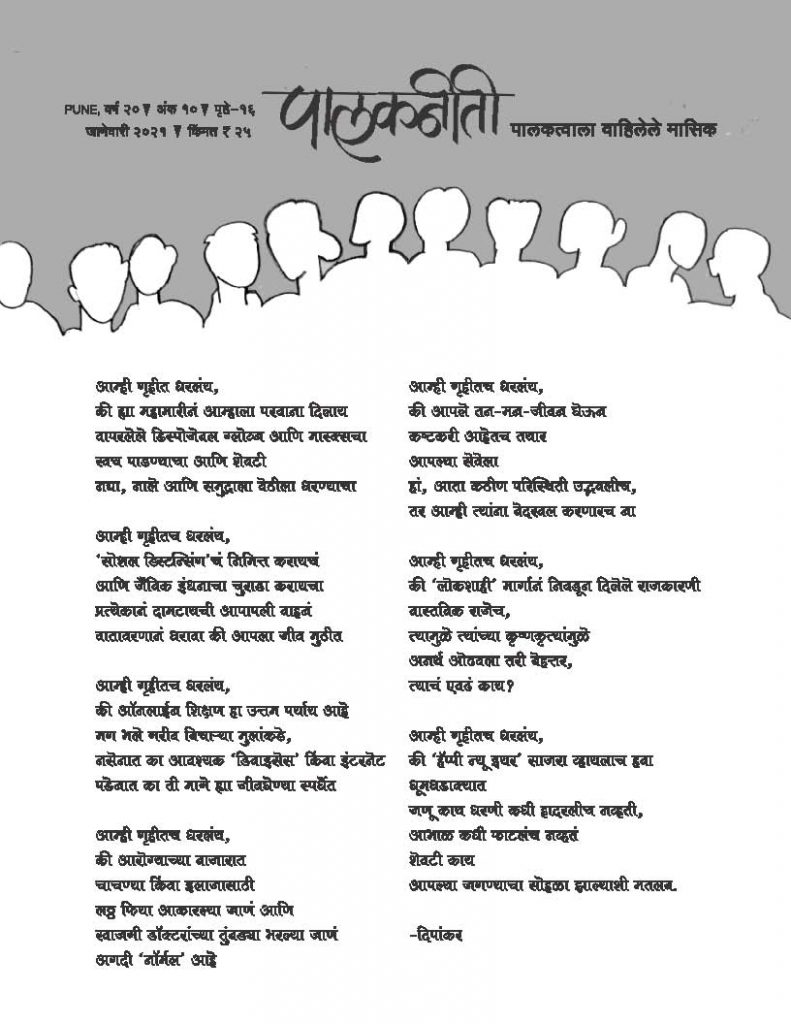 PUNE, वर्ष २० ₹ अंक १० ₹ पृष्ठे-१६
जानेवारी २०२१ ₹ किंमत ₹ २५
पालकनीती
पालकत्वाला वाहिलेले मासिक
आम्ही गृहीत धरलंय,
की ह्या महामारीनं आम्हाला परवाना दिलाय
वापरलेले डिस्पोजेबल ग्लोव्ज आणि मास्क्सचा
खच पाडण्याचा आणि शेवटी
नद्या, नाले आणि समुद्राला वेठीला धरण्याचा
आम्ही गृहीतच धरलंय,
‘सोशल डिस्टन्सिंग’चं निमित्त करायचं
आणि जैविक इंधनाचा चुराडा करायचा
प्रत्येकानं दामटायची आपापली वाहनं
वातावरणानं धरावा की आपला जीव मुठीत
आम्ही गृहीतच धरलंय,
की ऑनलाईन शिक्षण हा उत्तम पर्याय आहे
मग भले गरीब बिचाऱ्या मुलांकडे,
नसेनात का आवश्यक ‘डिवाइसेस’ किंवा इंटरनेट
पडेनात का ती मागे ह्या जीवघेण्या स्पर्धेत
आम्ही गृहीतच धरलंय,
की आरोग्याच्या बाजारात
चाचण्या किंवा इलाजासाठी
लठ्ठ फिया आकारल्या जाणं आणि
खाजगी डॉक्टरांच्या तुंबड्या भरल्या जाणं
अगदी ‘नॉर्मल’ आहे
आम्ही गृहीतच धरलंय,
की आपले तन-मन-जीवन घेऊन
कष्टकरी आहेतच तयार
आपल्या सेवेला
हां, आता कठीण परिस्थिती उद्भवलीच,
तर आम्ही त्यांना बेदखल करणारच ना
आम्ही गृहीतच धरलंय,
की ‘लोकशाही’ मार्गानं निवडून दिलेले राजकारणी
वास्तविक राजेच,
त्यामुळे त्यांच्या कृष्णकृत्यांमुळे
अनर्थ ओढवला तरी बेहत्तर,
त्याचं एवढं काय?
आम्ही गृहीतच धरलंय,
की ‘हॅप्पी न्यू इयर’ साजरा व्हायलाच हवा
धूमधडाक्यात
जणू काय धरणी कधी हादरलीच नव्हती,
आभाळ कधी फाटलंच नव्हतं
शेवटी काय
आपल्या जगण्याचा सोहळा झाल्याशी मतलब.
-दिपांकर